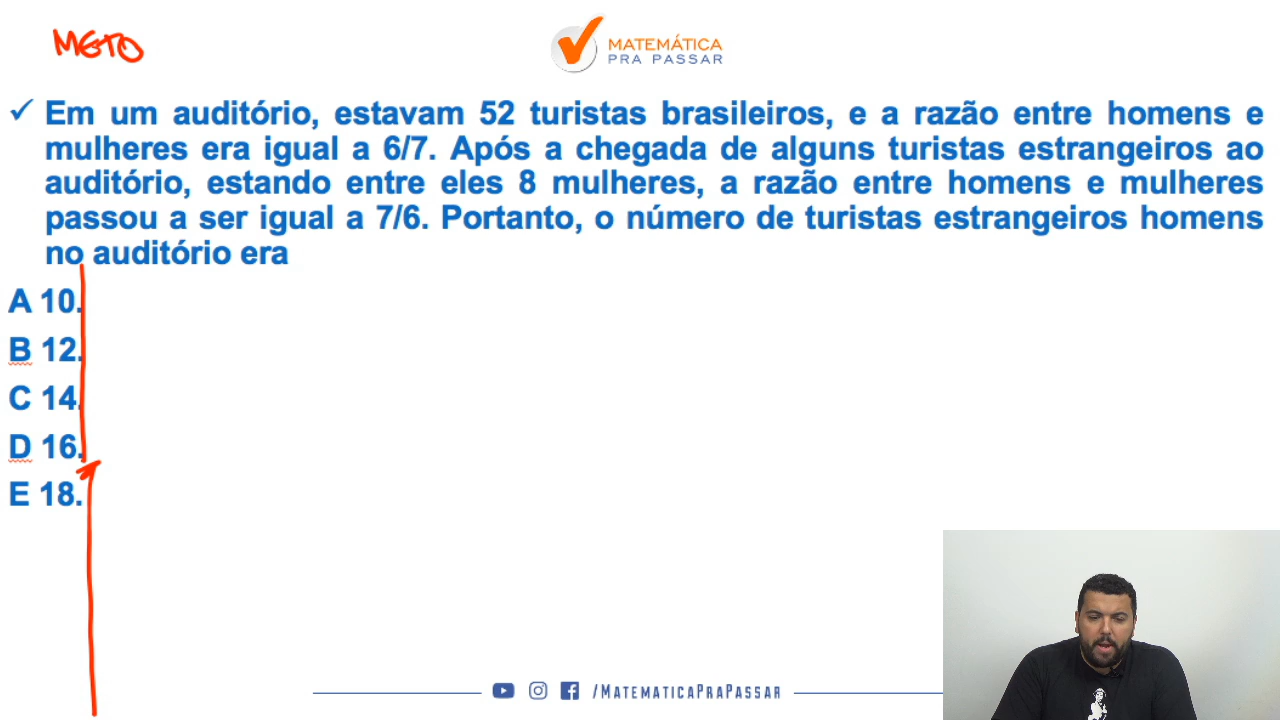 METO
MATEMÁTICA
PRA PASSAR
Em um auditório, estavam 52 turistas brasileiros, e a razão entre homens e
mulheres era igual a 6/7. Após a chegada de alguns turistas estrangeiros ao
auditório, estando entre eles 8 mulheres, a razão entre homens e mulheres
passou a ser igual a 7/6. Portanto, o número de turistas estrangeiros homens
no auditório era
A 10.
B 12.
C 14.
D 16.
E 18.
/MATEMATICAPRAPASSAR